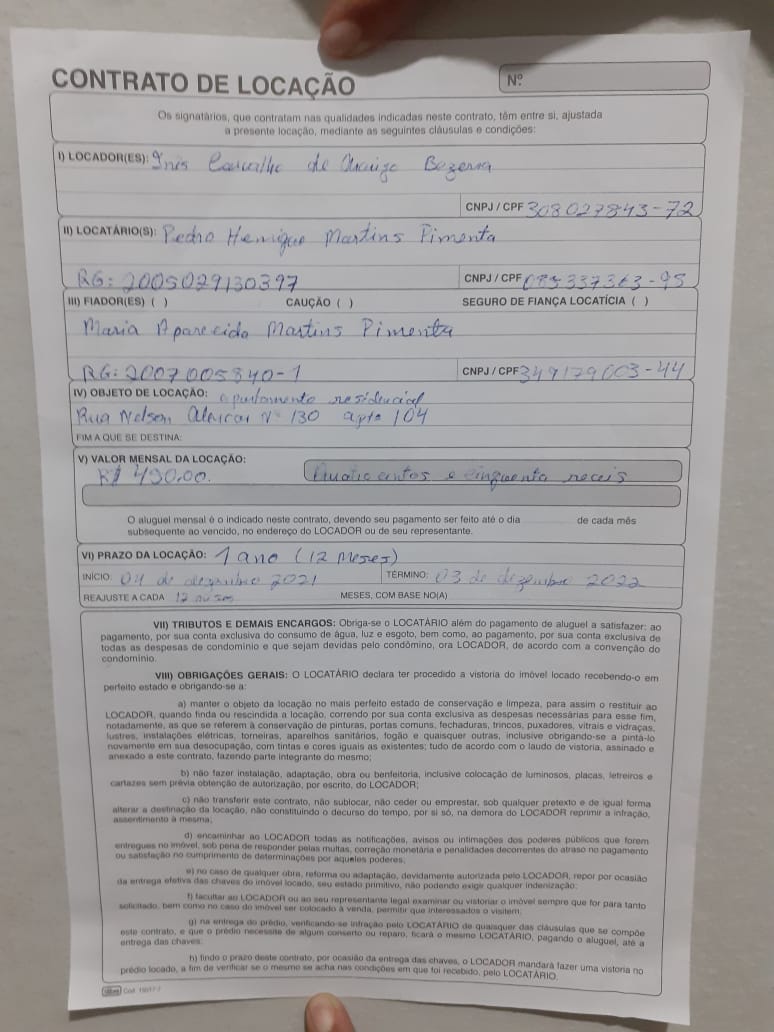 CONTRATO DE LOCAÇÃO
Nº
Os signatários, que contratam nas qualidades indicadas neste contrato, têm entre si, ajustada
a presente locação, mediante as seguintes cláusulas e condições:
I) LOCADOR(ES): Inês Carvalho de Araújo Bezerra
CNPJ / CPF 308027843-72
II) LOCATÁRIO(S): Pedro Henrique Martins Pimenta
RG: 2005029130397 CNPJ / CPF 085337363-95
III) FIADOR(ES) ( ) CAUÇÃO ( ) SEGURO DE FIANÇA LOCATÍCIA ( )
Maria Aparecida Martins Pimenta
RG: 2007005840-1 CNPJ / CPF 349179003-44
IV) OBJETO DE LOCAÇÃO: apartamento residencial
Rua Nelson Alencar Nº 130 apto 104
FIM A QUE SE DESTINA:
V) VALOR MENSAL DA LOCAÇÃO:
R$ 450,00. Quatrocentos e cinquenta reais
O aluguel mensal é o indicado neste contrato, devendo seu pagamento ser feito até o dia de cada mês
subsequente ao vencido, no endereço do LOCADOR ou de seu representante.
VI) PRAZO DA LOCAÇÃO: 1 ano (12 Meses)
INÍCIO: 04 de dezembro 2021 TÉRMINO: 03 de dezembro 2022
REAJUSTE A CADA 12 meses MESES, COM BASE NO(A)
VII) TRIBUTOS E DEMAIS ENCARGOS: Obriga-se o LOCATÁRIO além do pagamento de aluguel a satisfazer: ao
pagamento, por sua conta exclusiva do consumo de água, luz e esgoto, bem como, ao pagamento, por sua conta exclusiva de
todas as despesas de condomínio e que sejam devidas pelo condômino, ora LOCADOR, de acordo com a convenção do
condomínio.
VIII) OBRIGAÇÕES GERAIS: O LOCATÁRIO declara ter procedido a vistoria do imóvel locado recebendo-o em
perfeito estado e obrigando-se a:
a) manter o objeto da locação no mais perfeito estado de conservação e limpeza, para assim o restituir ao
LOCADOR, quando finda ou rescindida a locação, correndo por sua conta exclusiva as despesas necessárias para esse fim,
notadamente, as que se referem à conservação de pinturas, portas comuns, fechaduras, trincos, puxadores, vitrais e vidraças,
lustres, instalações elétricas, torneiras, aparelhos sanitários, fogão e quaisquer outras, inclusive obrigando-se a pintá-lo
novamente em sua desocupação, com tintas e cores iguais as existentes; tudo de acordo com o laudo de vistoria, assinado e
anexado a este contrato, fazendo parte integrante do mesmo;
b) não fazer instalação, adaptação, obra ou benfeitoria, inclusive colocação de luminosos, placas, letreiros e
cartazes sem prévia obtenção de autorização, por escrito, do LOCADOR;
c) não transferir este contrato, não sublocar, não ceder ou emprestar, sob qualquer pretexto e de igual forma
alterar a destinação da locação, não constituindo o decurso do tempo, por si só, na demora do LOCADOR reprimir a infração,
assentimento à mesma;
d) encaminhar ao LOCADOR todas as notificações, avisos ou intimações dos poderes públicos que forem
entregues no imóvel, sob pena de responder pelas multas, correção monetária e penalidades decorrentes do atraso no pagamento
ou satisfação no cumprimento de determinações por aqueles poderes;
e) no caso de qualquer obra, reforma ou adaptação, devidamente autorizada pelo LOCADOR, repor por ocasião
da entrega efetiva das chaves do imóvel locado, seu estado primitivo, não podendo exigir qualquer indenização;
f) facultar ao LOCADOR ou ao seu representante legal examinar ou vistoriar o imóvel sempre que for para tanto
solicitado, bem como no caso do imóvel ser colocado à venda, permitir que interessados o visitem;
g) na entrega do prédio, verificando-se infração pelo LOCATÁRIO de quaisquer das cláusulas que se compõe
este contrato, e que o prédio necessite de algum conserto ou reparo, ficará o mesmo LOCATÁRIO, pagando o aluguel, até a
entrega das chaves;
h) findo o prazo deste contrato, por ocasião da entrega das chaves, o LOCADOR mandará fazer uma vistoria no
prédio locado, a fim de verificar se o mesmo se acha nas condições em que foi recebido, pelo LOCATÁRIO.